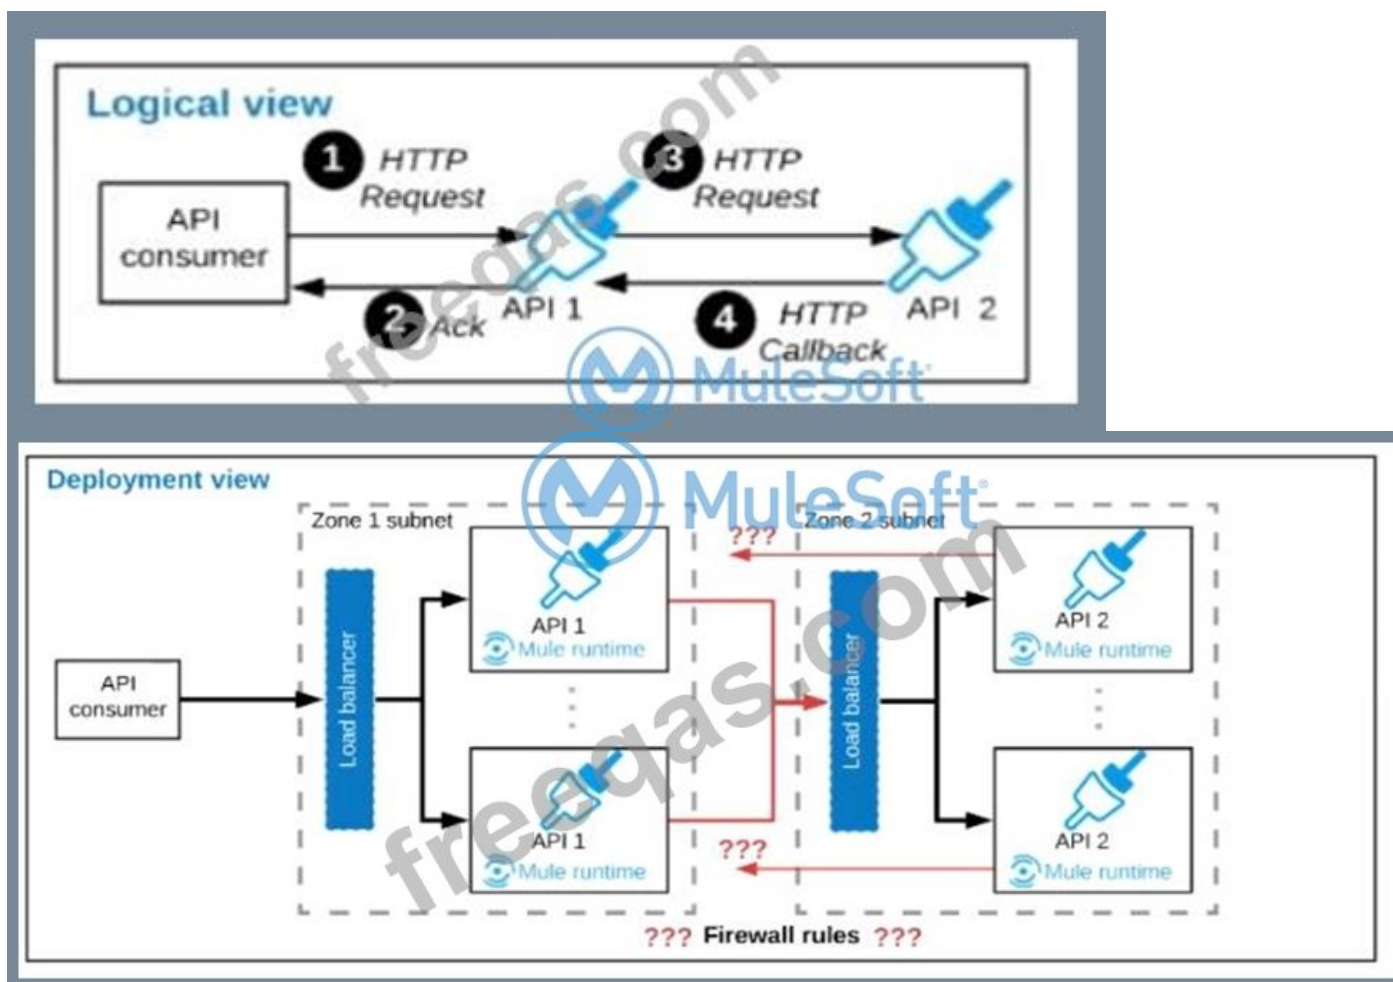 Logical view
1 HTTP Request
3 HTTP Request
API consumer
2 Ack
API 1
4 HTTP Callback
API 2
freeqas.com
MuleSoft
Deployment view
MuleSoft
Zone 1 subnet
Zone 2 subnet
???
API 1
Mule runtime
API 2
Mule runtime
API consumer
Load balancer
Load balancer
freeqas.com
API 1
Mule runtime
???
API 2
Mule runtime
??? Firewall rules ???